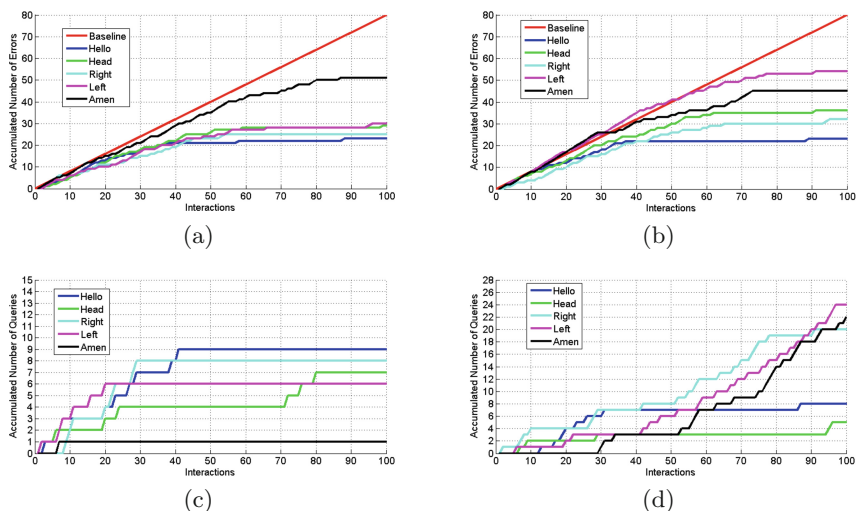 80
70
60
50
40
30
20
10
0
Accumulated Number of Errors
Baseline
Hello
Head
Right
Left
Amen
1 10 20 30 40 50 60 70 80 90 100
Interactions
(a)
80
70
60
50
40
30
20
10
0
Accumulated Number of Errors
Baseline
Hello
Head
Right
Left
Amen
1 10 20 30 40 50 60 70 80 90 100
Interactions
(b)
15
14
13
12
11
10
9
8
7
6
5
4
3
2
1
0
Accumulated Number of Queries
Hello
Head
Right
Left
Amen
1 10 20 30 40 50 60 70 80 90 100
Interactions
(c)
28
26
24
22
20
18
16
14
12
10
8
6
4
2
0
Accumulated Number of Queries
Hello
Head
Right
Left
Amen
1 10 20 30 40 50 60 70 80 90 100
Interactions
(d)